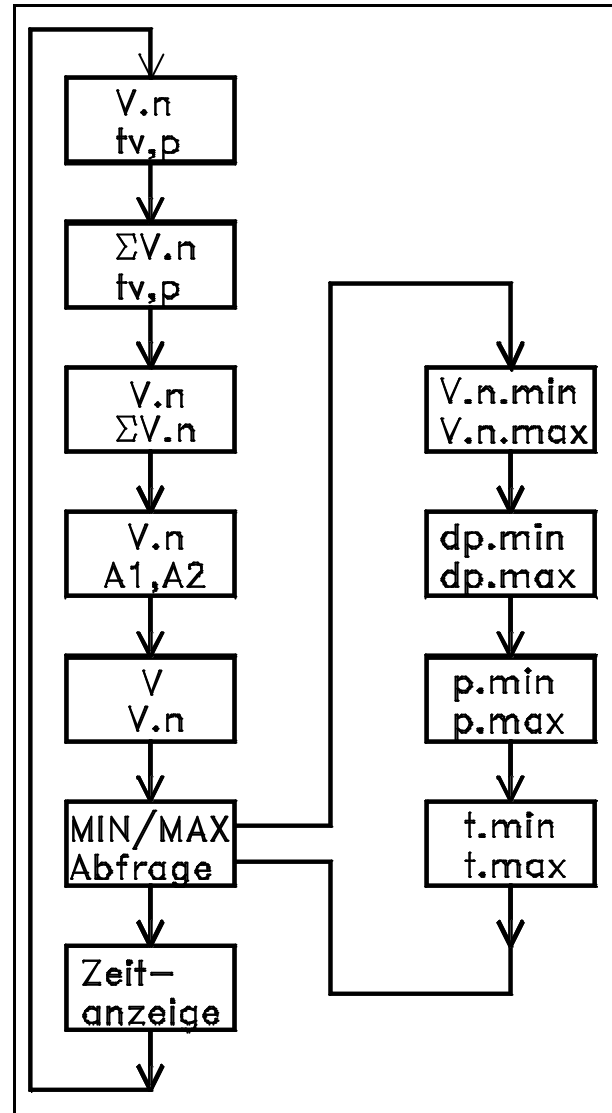 V.n
tv,p
ΣV.n
tv,p
V.n
ΣV.n
V.n
A1,A2
V
V.n
MIN/MAX
Abfrage
Zeit-
anzeige
V.n.min
V.n.max
dp.min
dp.max
p.min
p.max
t.min
t.max